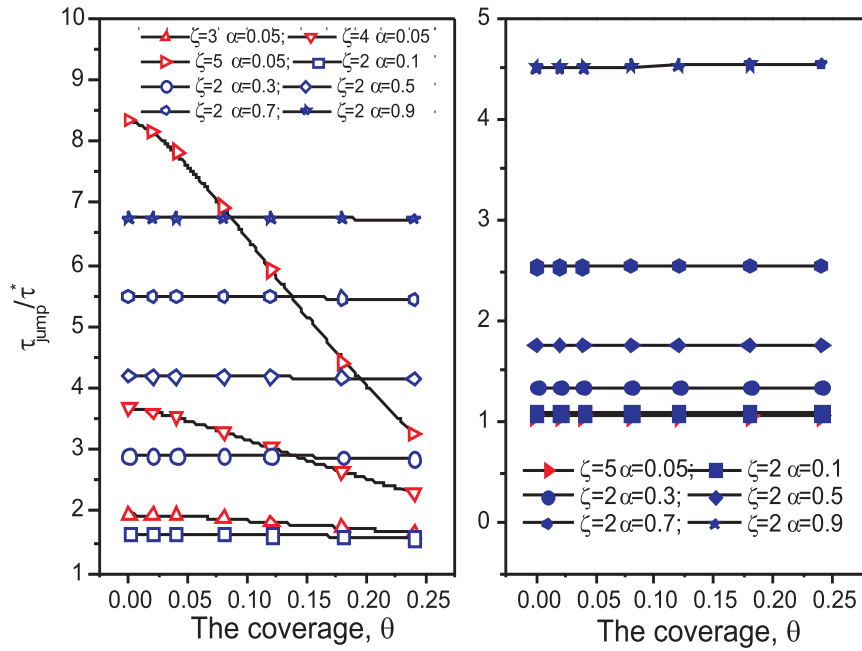 10
9
8
7
6
5
4
3
2
1
τjump/τ*
ζ=3 α=0.05; ζ=4 α=0.05
ζ=5 α=0.05; ζ=2 α=0.1
ζ=2 α=0.3; ζ=2 α=0.5
ζ=2 α=0.7; ζ=2 α=0.9
0.00 0.05 0.10 0.15 0.20 0.25
The coverage, θ
5
4
3
2
1
0
ζ=5 α=0.05; ζ=2 α=0.1
ζ=2 α=0.3; ζ=2 α=0.5
ζ=2 α=0.7; ζ=2 α=0.9
0.00 0.05 0.10 0.15 0.20 0.25
The coverage, θ